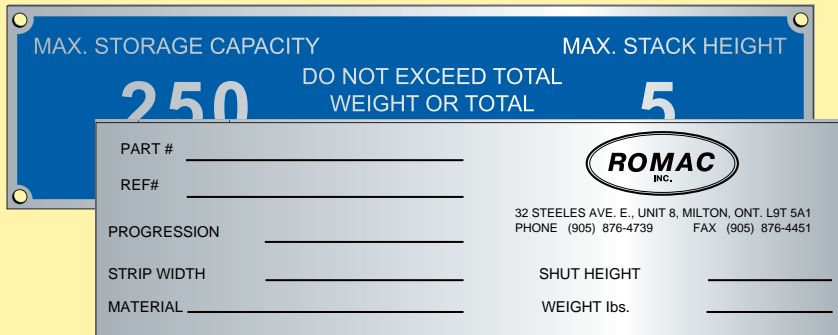 MAX. STORAGE CAPACITY
MAX. STACK HEIGHT
DO NOT EXCEED TOTAL
WEIGHT OR TOTAL
250
5
PART #
REF#
PROGRESSION
STRIP WIDTH
MATERIAL
ROMAC
INC.
32 STEELES AVE. E., UNIT 8, MILTON, ONT. L9T 5A1
PHONE (905) 876-4739 FAX (905) 876-4451
SHUT HEIGHT
WEIGHT lbs.